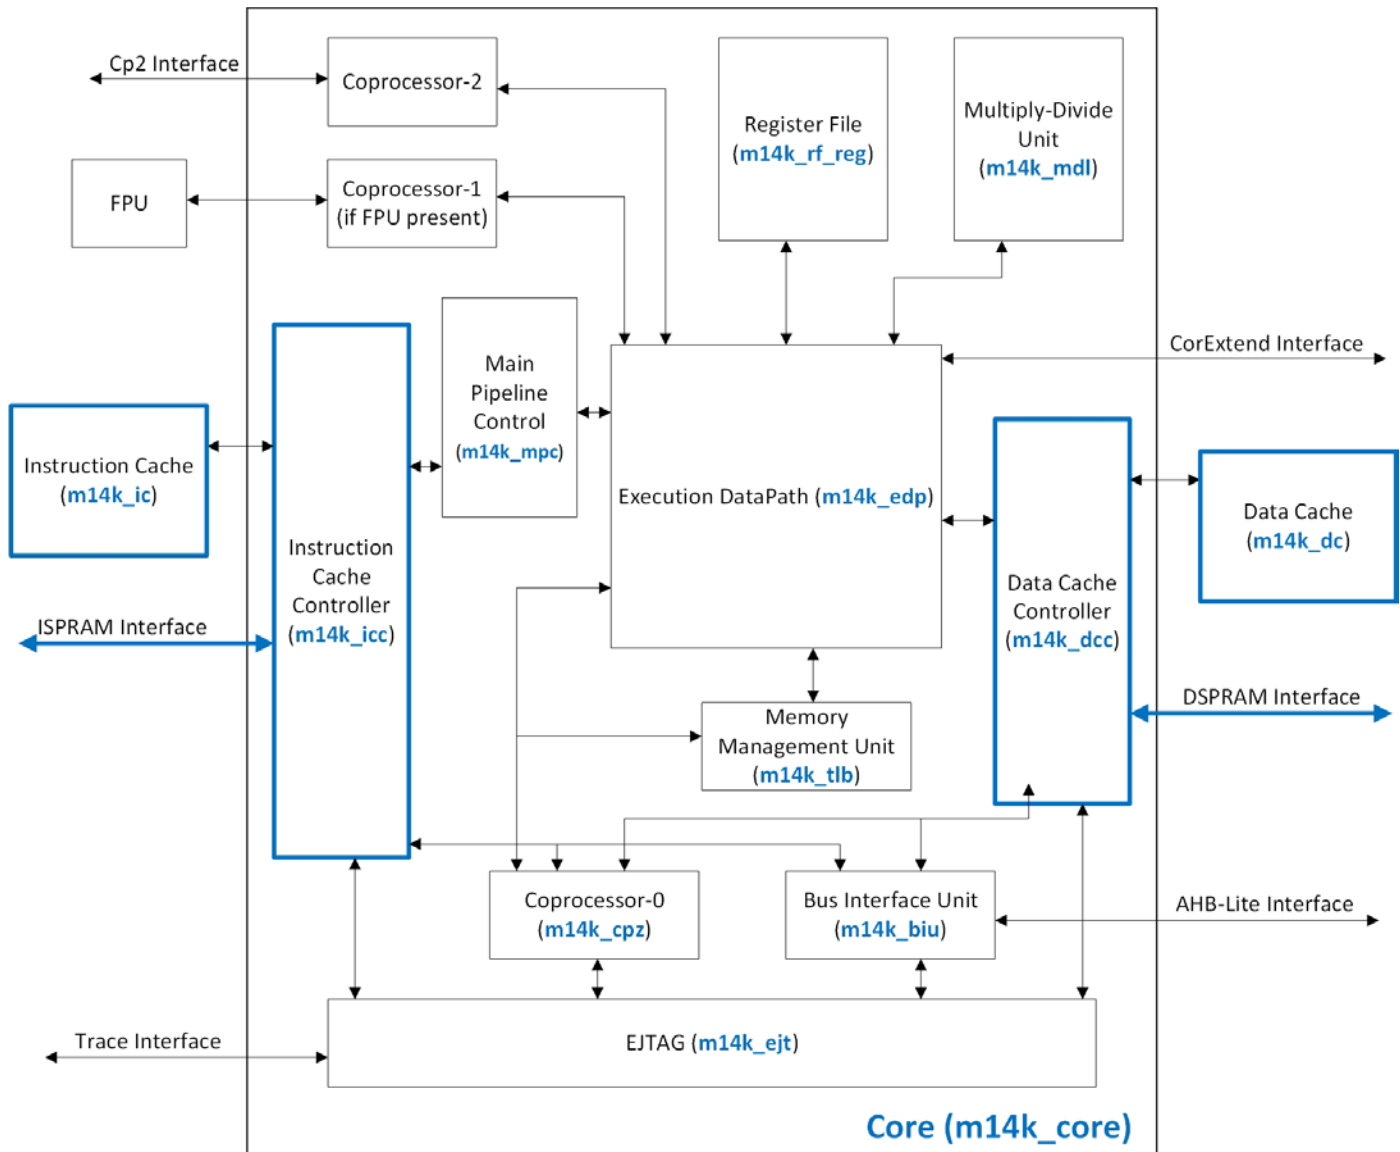 Cp2 Interface
Coprocessor-2
Register File
(m14k_rf_reg)
Multiply-Divide
Unit
(m14k_mdl)
FPU
Coprocessor-1
(if FPU present)
Main
Pipeline
Control
(m14k_mpc)
CorExtend Interface
Instruction Cache
(m14k_ic)
Execution DataPath (m14k_edp)
Data Cache
(m14k_dc)
Instruction
Cache
Controller
(m14k_icc)
Data Cache
Controller
(m14k_dcc)
ISPRAM Interface
DSPRAM Interface
Memory
Management Unit
(m14k_tlb)
Coprocessor-0
(m14k_cpz)
Bus Interface Unit
(m14k_biu)
AHB-Lite Interface
Trace Interface
EJTAG (m14k_ejt)
Core (m14k_core)